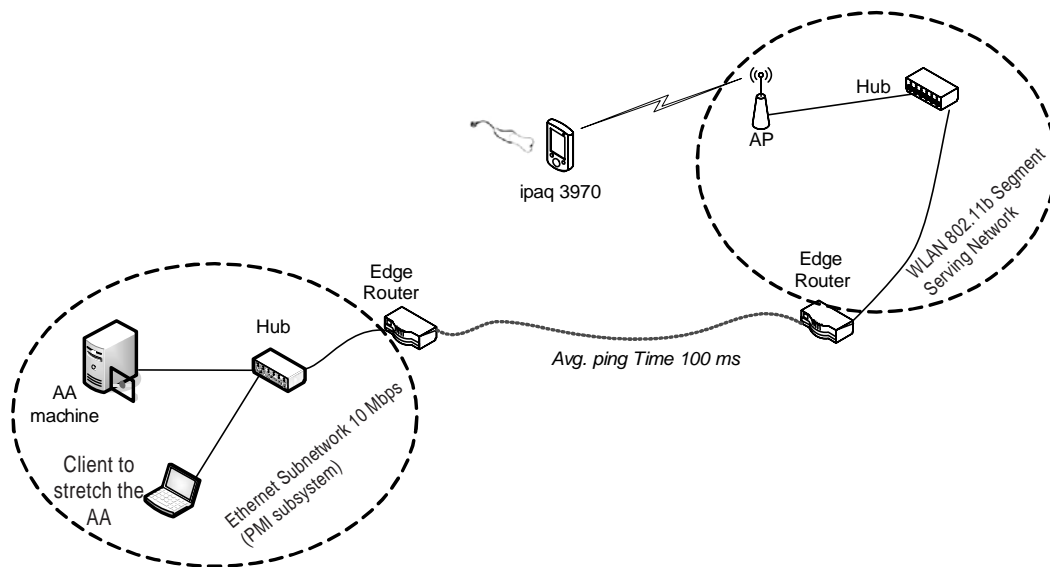 Hub
AP
ipaq 3970
WLAN 802.11b Segment
Serving Network
Edge
Router
Edge
Router
Hub
Avg. ping Time 100 ms
AA
machine
Ethernet Subnetwork 10 Mbps
(PMI subsystem)
Client to
stretch the
AA